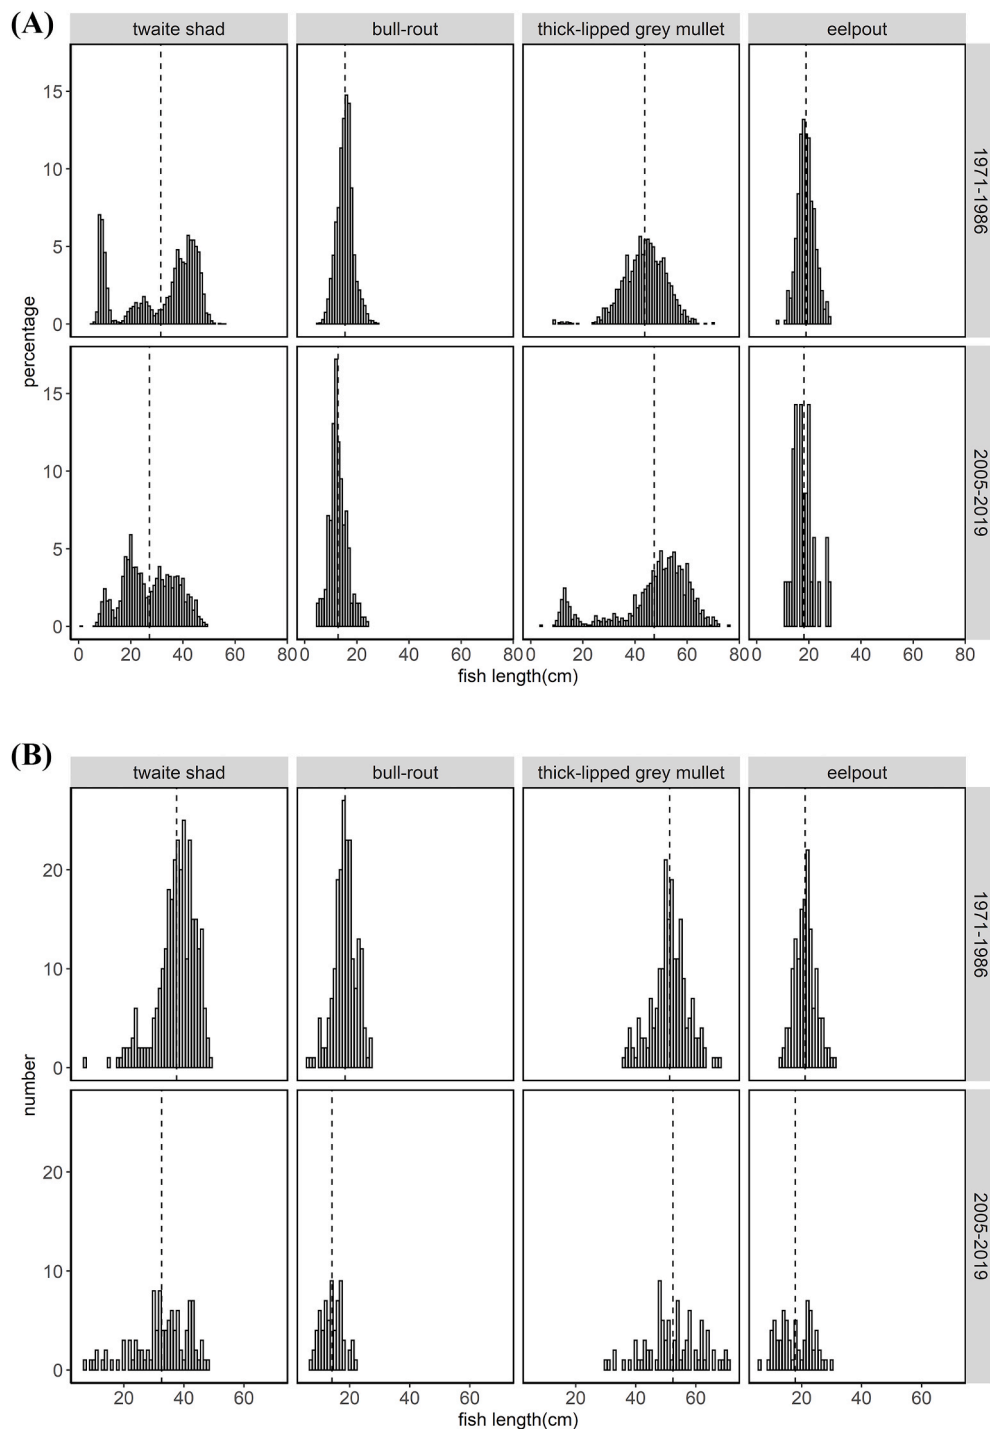 (A)
twaite shad bull-rout thick-lipped grey mullet eelpout
percentage
15
10
5
0
1971-1986
15
10
5
0
2005-2019
0 20 40 60 80 0 20 40 60 80 0 20 40 60 80 0 20 40 60 80
fish length(cm)
(B)
twaite shad bull-rout thick-lipped grey mullet eelpout
number
20
10
0
1971-1986
20
10
0
2005-2019
20 40 60 20 40 60 20 40 60 20 40 60
fish length(cm)